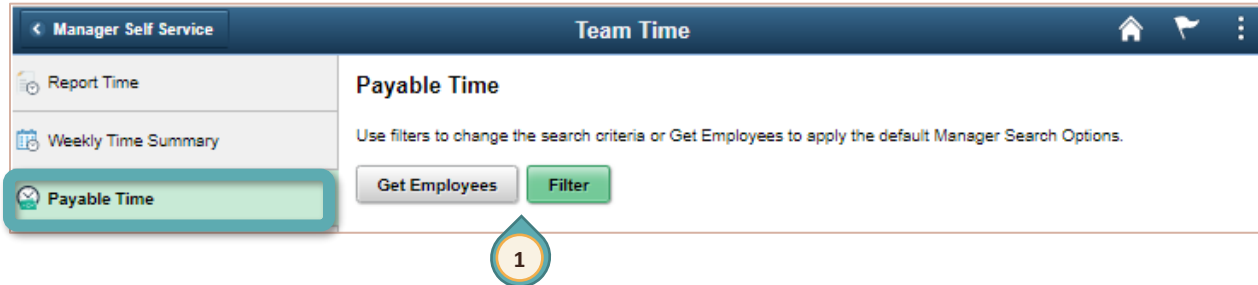 Manager Self Service
Team Time
Report Time
Weekly Time Summary
Payable Time
Payable Time
Use filters to change the search criteria or Get Employees to apply the default Manager Search Options.
Get Employees
Filter
1